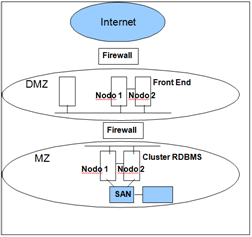 Internet
Firewall
DMZ
Front End
Nodo 1 Nodo 2
Firewall
MZ
Cluster RDBMS
Nodo 1 Nodo 2
SAN